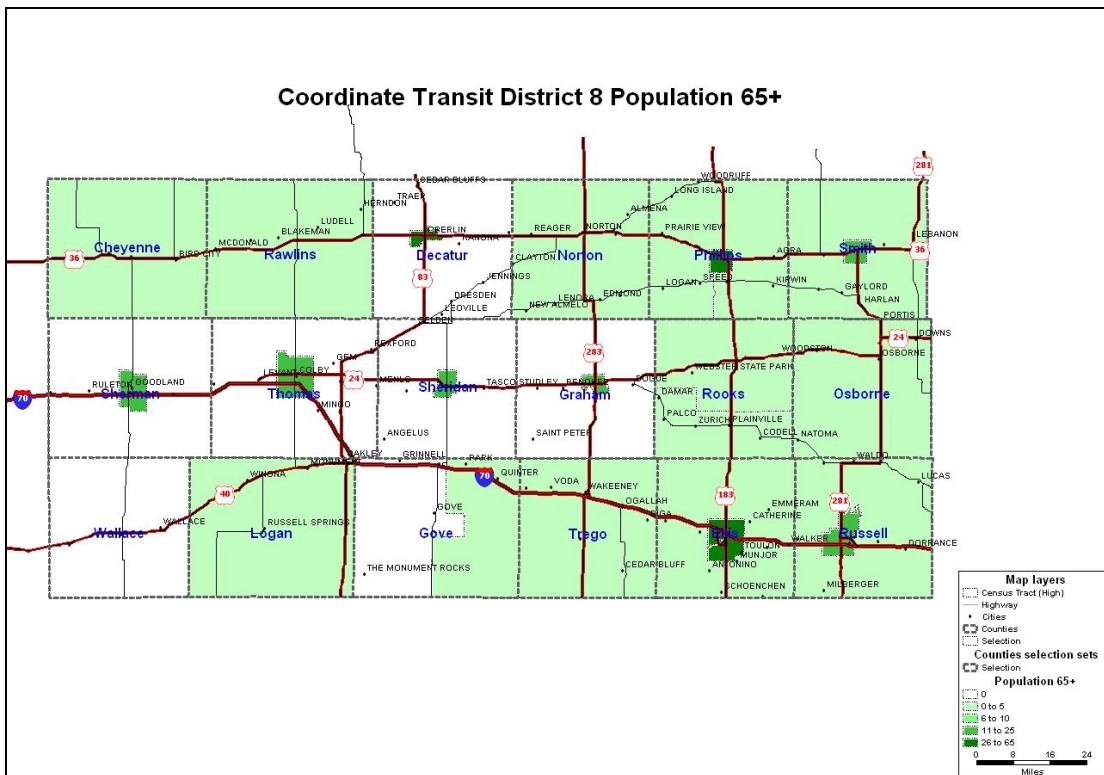 Coordinate Transit District 8 Population 65+
281
CEDAR BLUFFS
WOODRUFF
TRAER
LONG ISLAND
HERNDON
ALMENA
LUDELL
BLAKEMAN
OBERLIN
KANONA
REAGER
NORTON
PRAIRIE VIEW
LEBANON
MCDONALD
AGRA
36
Cheyenne
BIRD CITY
Rawlins
Decatur
CLAYTON
Norton
Phillips
Smith
36
83
JENNINGS
LOGAN
SPEED
KIRWIN
GAYLORD
DRESDEN
LENORA
EDMOND
HARLAN
LEOVILLE
NEW ALMELO
SELDEN
PORTIS
REXFORD
283
24
DOWNS
GEM
WOODSTON
OSBORNE
LEVANT
COLBY
WEBSTER STATE PARK
RULETON
GOODLAND
24
MENLO
Sheridan
TASCO
STUDLEY
PENOKEE
BOGUE
70
Sherman
Thomas
Graham
DAMAR
Rooks
Osborne
MINGO
PALCO
ZURICH
PLAINVILLE
ANGELUS
SAINT PETER
CODELL
NATOMA
OAKLEY
MONUMENT
GRINNELL
PARK
WALDO
WINONA
70
QUINTER
LUCAS
40
VODA
WAKEENEY
183
281
OGALLAH
EMMERAM
WALLACE
RUSSELL SPRINGS
GOVE
RIGA
CATHERINE
Wallace
Logan
Gove
Trego
Ellis
WALKER
Russell
TOULON
DORRANCE
MUNJOR
THE MONUMENT ROCKS
CEDAR BLUFF
ANTONINO
SCHOENCHEN
MILBERGER
Map layers
Census Tract (High)
Highway
Cities
Counties
Selection
Counties selection sets
Selection
Population 65+
0
0 to 5
6 to 10
11 to 25
26 to 65
0 8 16 24
Miles